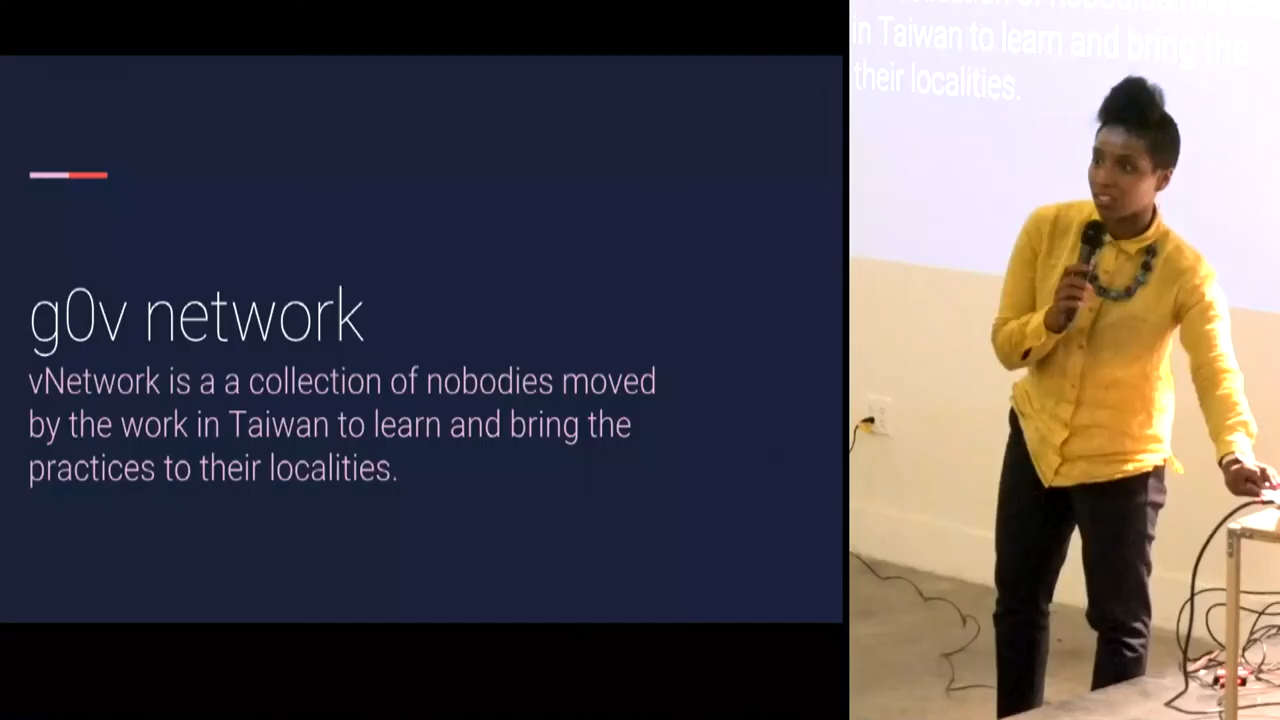 g0v network
vNetwork is a a collection of nobodies moved
by the work in Taiwan to learn and bring the
practices to their localities.
in Taiwan to learn and bring the
their localities.